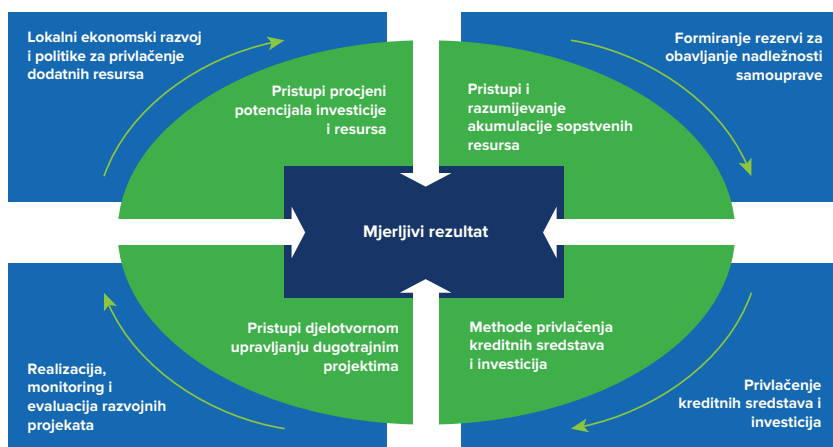 Lokalni ekonomski razvoj
i politike za privlačenje
dodatnih resursa
Formiranje rezervi za
obavljanje nadležnosti
samouprave
Pristupi procjeni
potencijala investicije
i resursa
Pristupi i
razumijevanje
akumulacije sopstvenih
resursa
Mjerljivi rezultat
Pristupi djelotvornom
upravljanju dugotrajnim
projektima
Methode privlačenja
kreditnih sredstava
i investicija
Realizacija,
monitoring i
evaluacija razvojnih
projekata
Privlačenje
kreditnih sredstava i
investicija